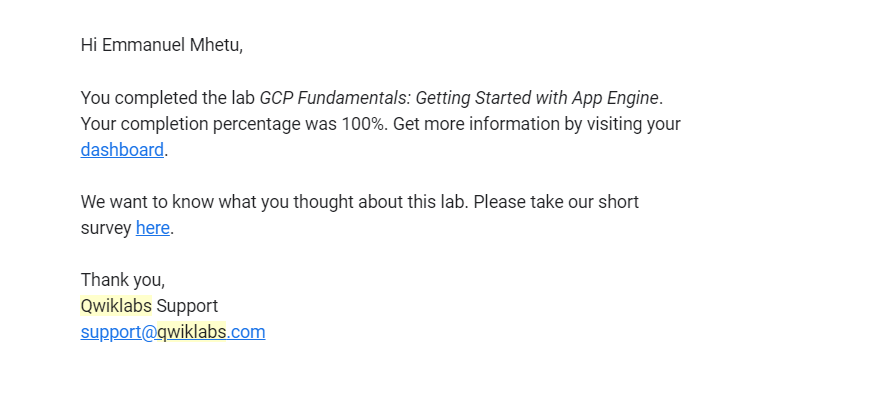 Hi Emmanuel Mhetu,
You completed the lab GCP Fundamentals: Getting Started with App Engine.
Your completion percentage was 100%. Get more information by visiting your
dashboard.
We want to know what you thought about this lab. Please take our short
survey here.
Thank you,
Qwiklabs Support
support@qwiklabs.com